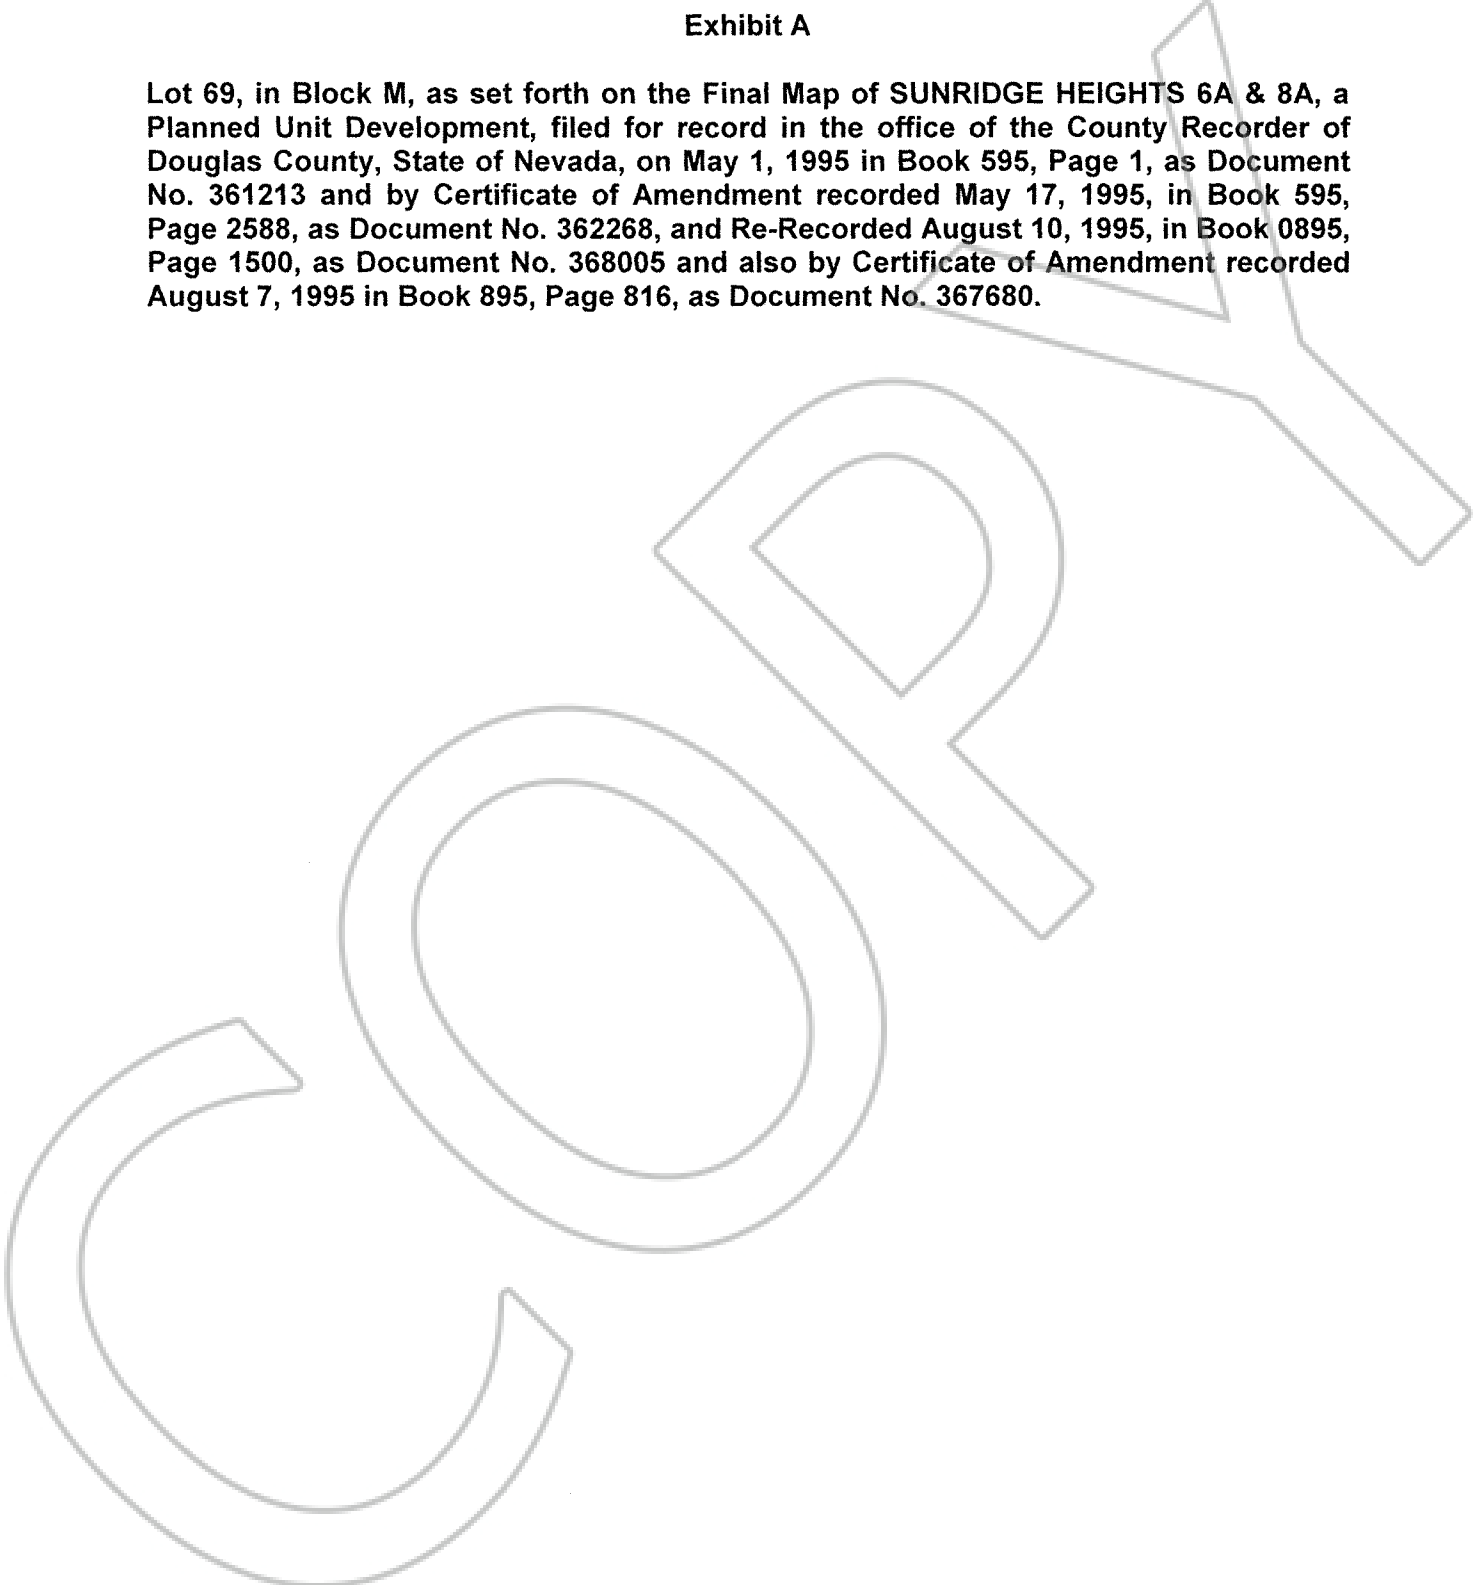 Exhibit A
Lot 69, in Block M, as set forth on the Final Map of SUNRIDGE HEIGHTS 6A & 8A, a
Planned Unit Development, filed for record in the office of the County Recorder of
Douglas County, State of Nevada, on May 1, 1995 in Book 595, Page 1, as Document
No. 361213 and by Certificate of Amendment recorded May 17, 1995, in Book 595,
Page 2588, as Document No. 362268, and Re-Recorded August 10, 1995, in Book 0895,
Page 1500, as Document No. 368005 and also by Certificate of Amendment recorded
August 7, 1995 in Book 895, Page 816, as Document No. 367680.
COPY